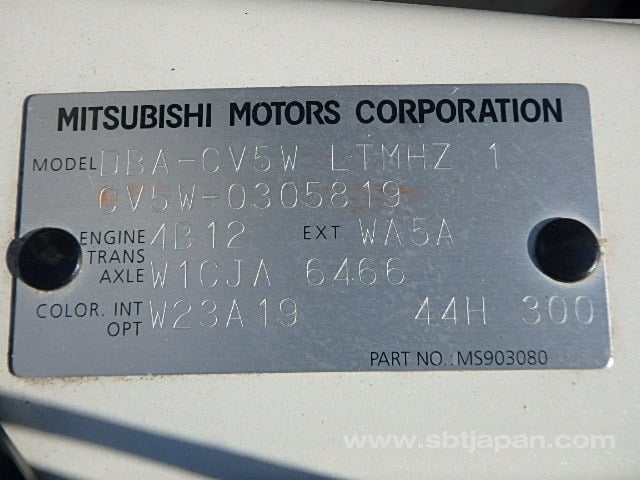 MITSUBISHI MOTORS CORPORATION
MODEL DBA-CV5W LTMHZ 1
CV5W-0305819
ENGINE 4B12 EXT WA5A
TRANS
AXLE W1CJA 6466
COLOR. INT W23A19 44H 300
OPT
PART NO.: MS903080
www.sbtjapan.com